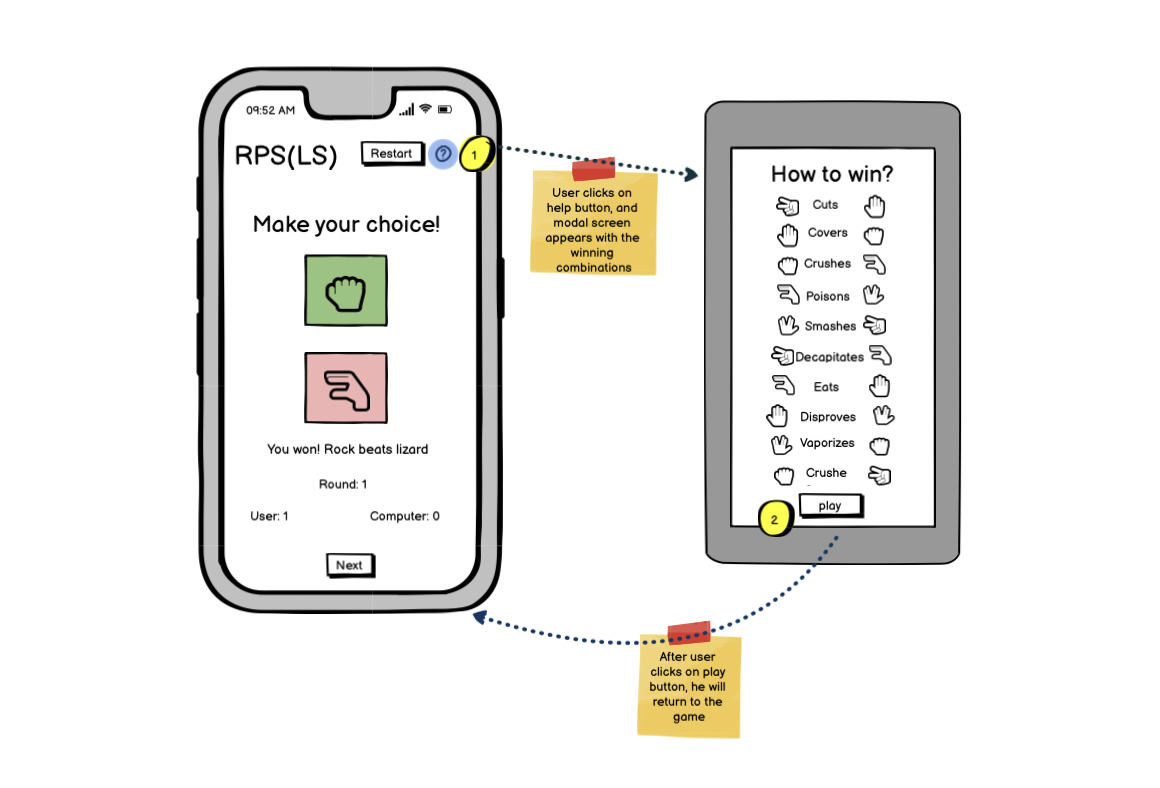 09:52 AM
RPS(LS)
Restart
?
1
Make your choice!
You won! Rock beats lizard
Round: 1
User: 1
Computer: 0
Next
User clicks on
help button, and
modal screen
appears with the
winning
combinations
How to win?
Cuts
Covers
Crushes
Poisons
Smashes
Decapitates
Eats
Disproves
Vaporizes
Crushe
play
2
After user
clicks on play
button, he will
return to the
game